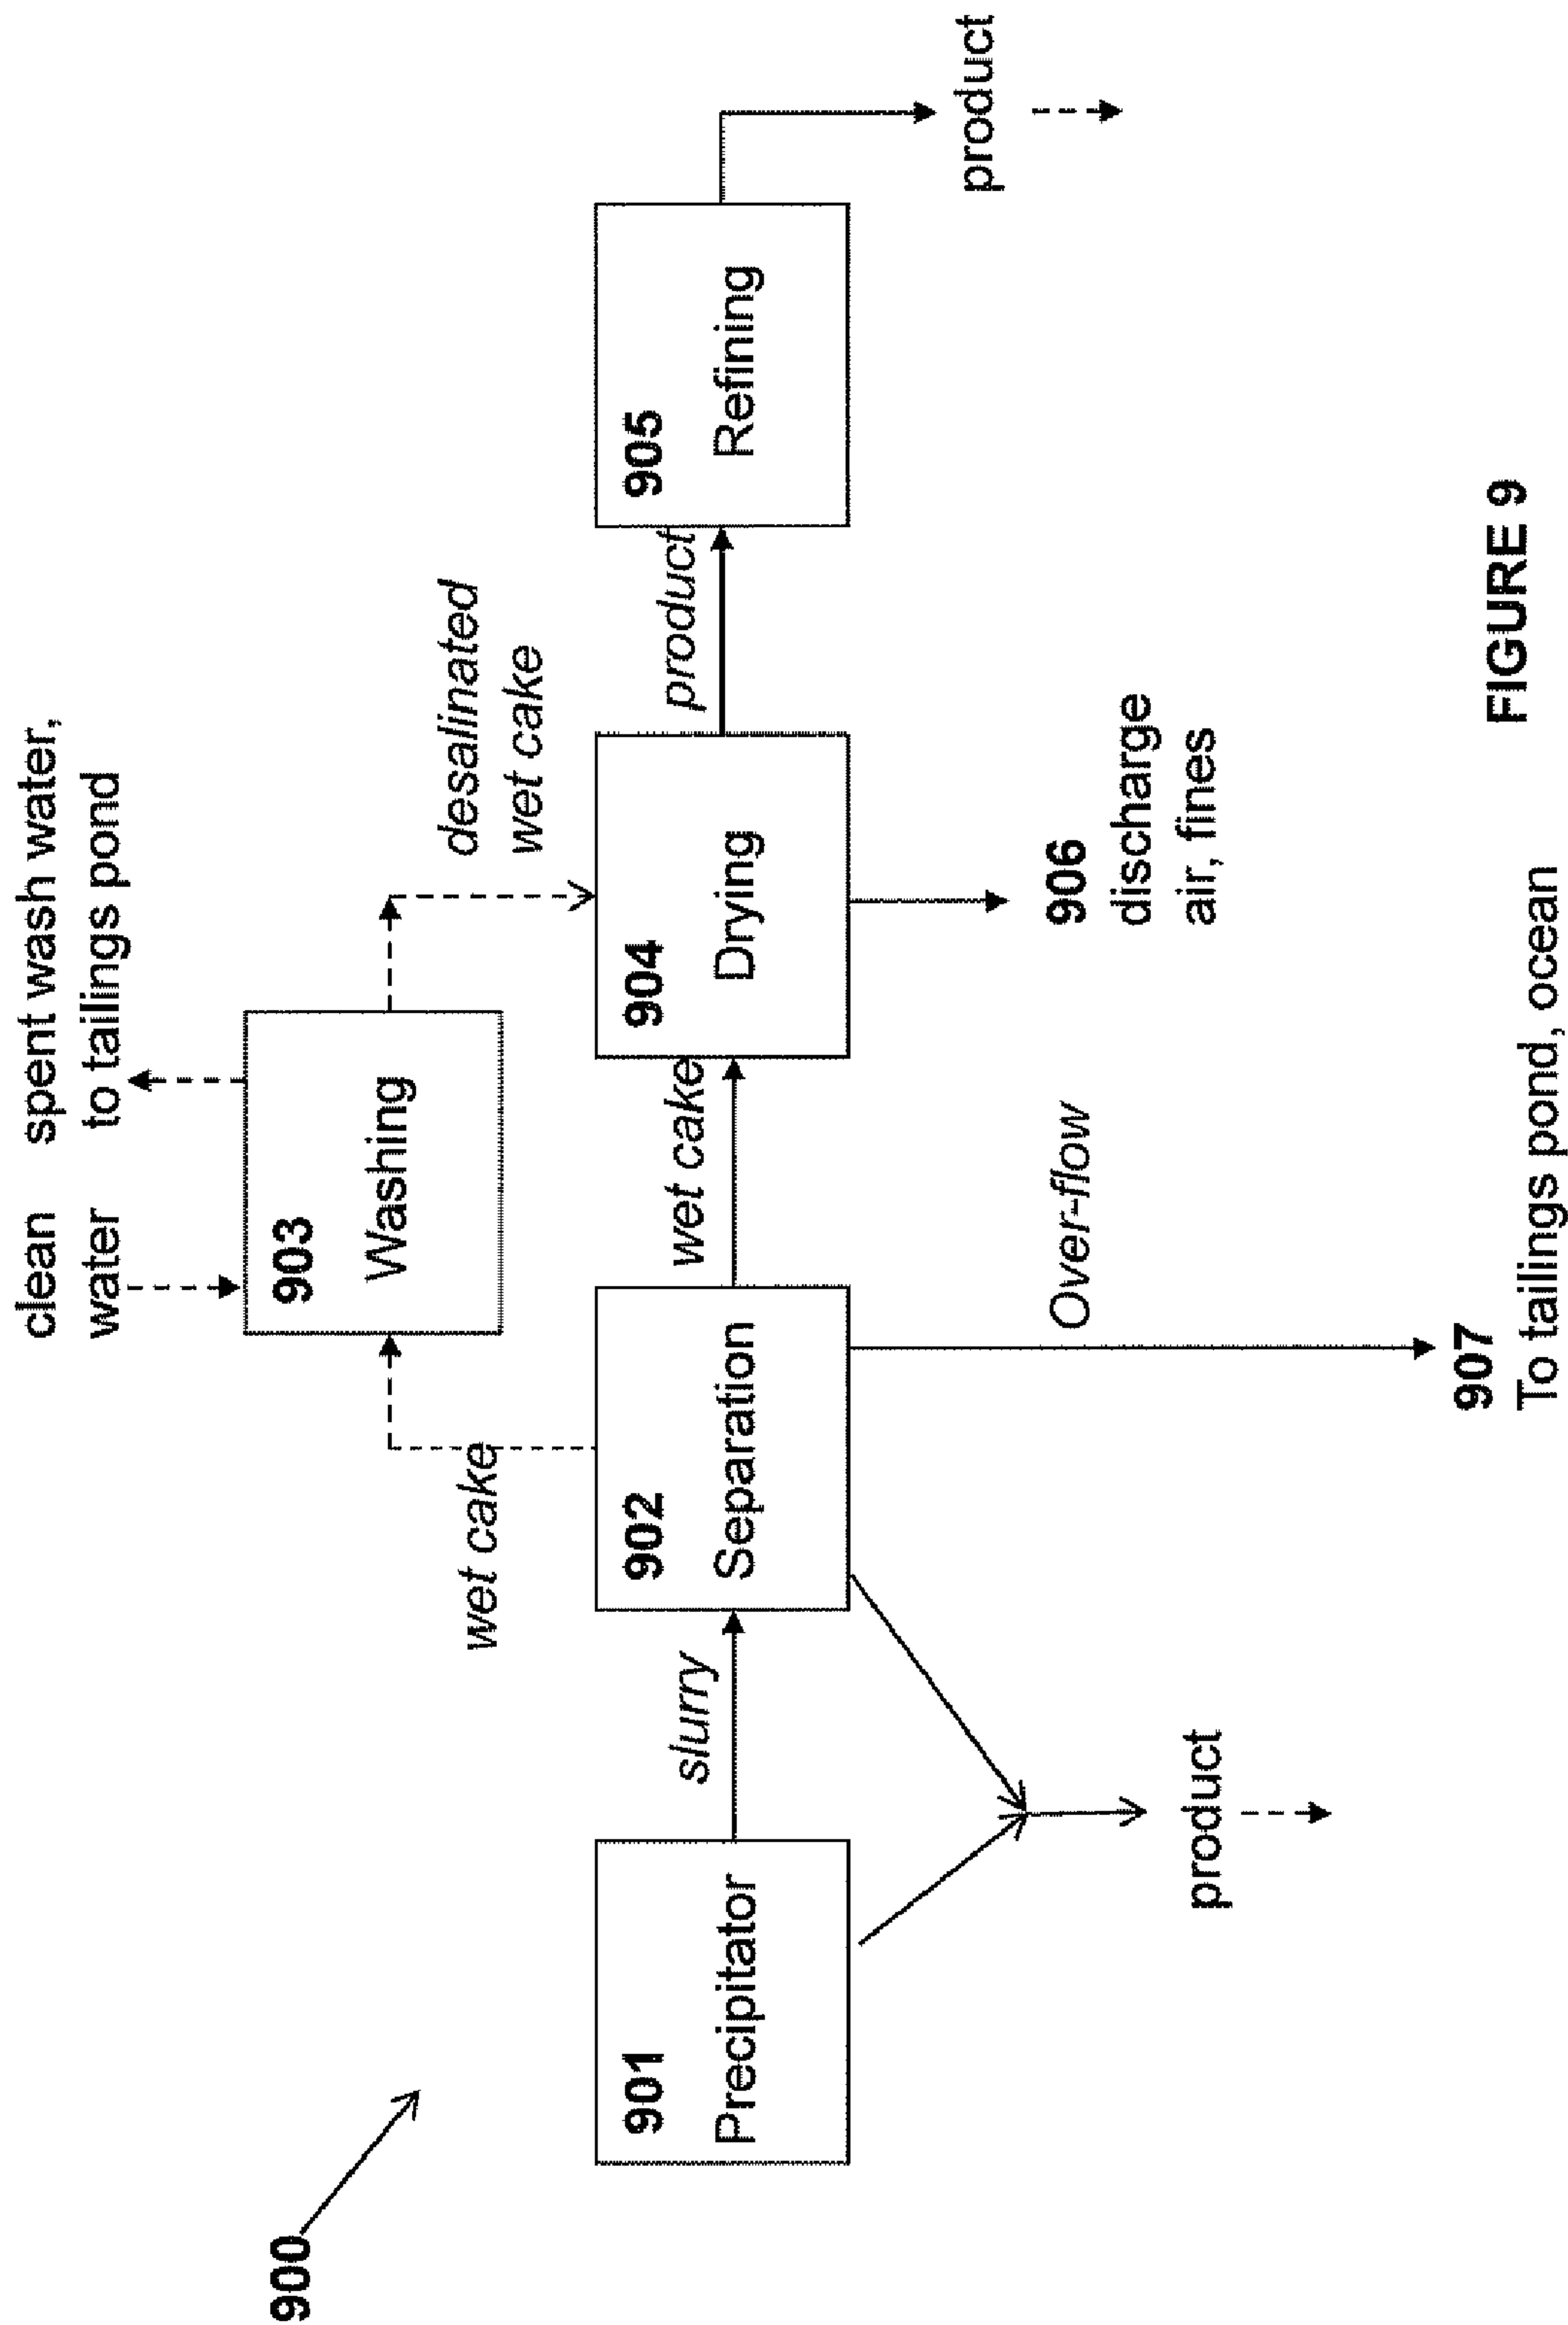 900
clean
water
spent wash water,
to tailings pond
903
Washing
wet cake
desalinated
wet cake
901
Precipitator
slurry
902
Separation
wet cake
904
Drying
product
905
Refining
product
product
Over-flow
906
discharge
air, fines
907
To tailings pond, ocean
FIGURE 9